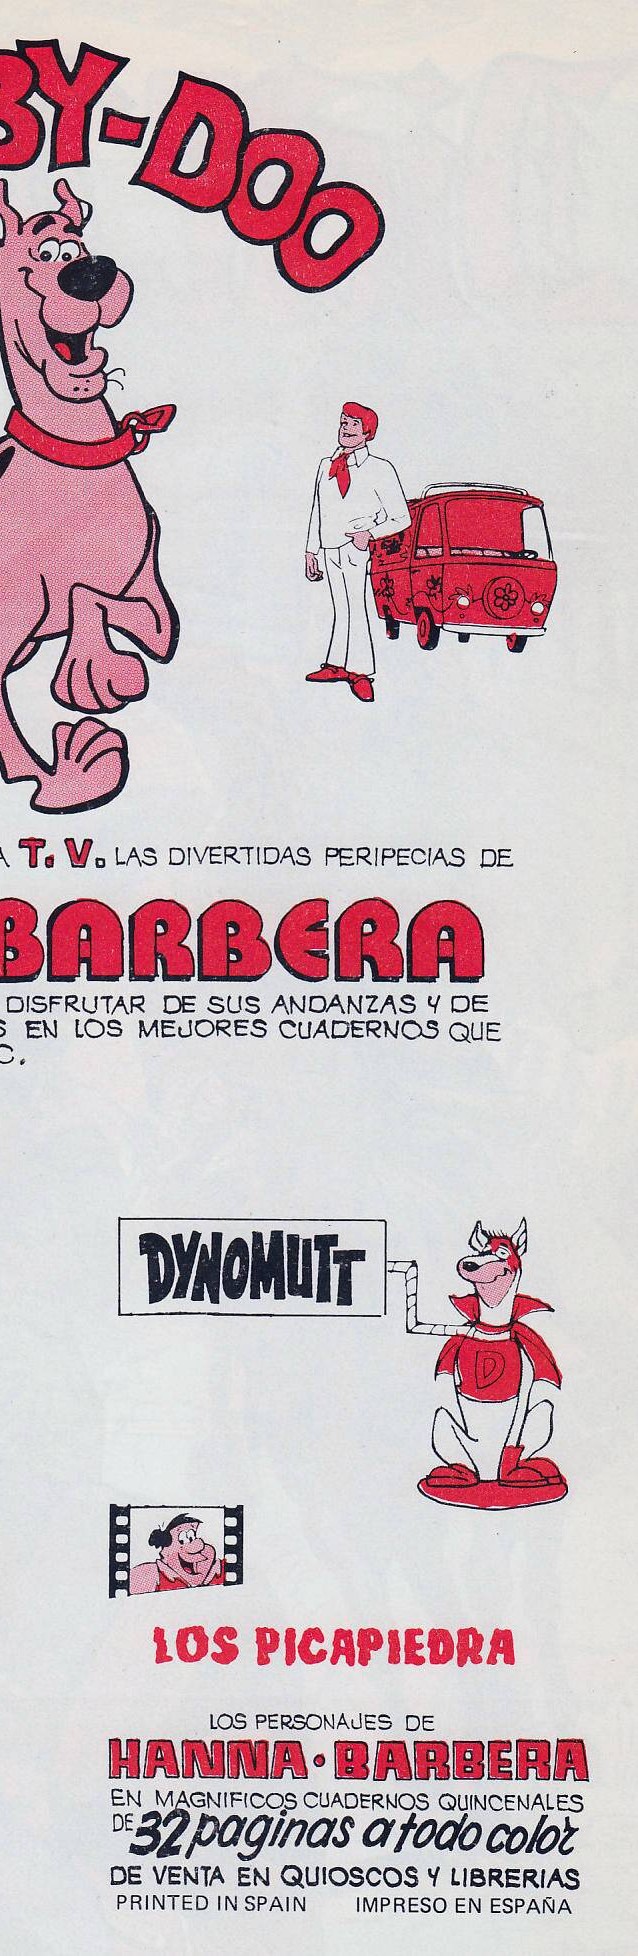 BY-DOO
A T. V. LAS DIVERTIDAS PERIPECIAS DE
BARBERA
DISFRUTAR DE SUS ANDANZAS Y DE
S EN LOS MEJORES CUADERNOS QUE
C.
DYNOMUTT
D
LOS PICAPIEDRA
LOS PERSONAJES DE
HANNA·BARBERA
EN MAGNIFICOS CUADERNOS QUINCENALES
DE 32 paginas a todo color
DE VENTA EN QUIOSCOS Y LIBRERIAS
PRINTED IN SPAIN IMPRESO EN ESPAÑA